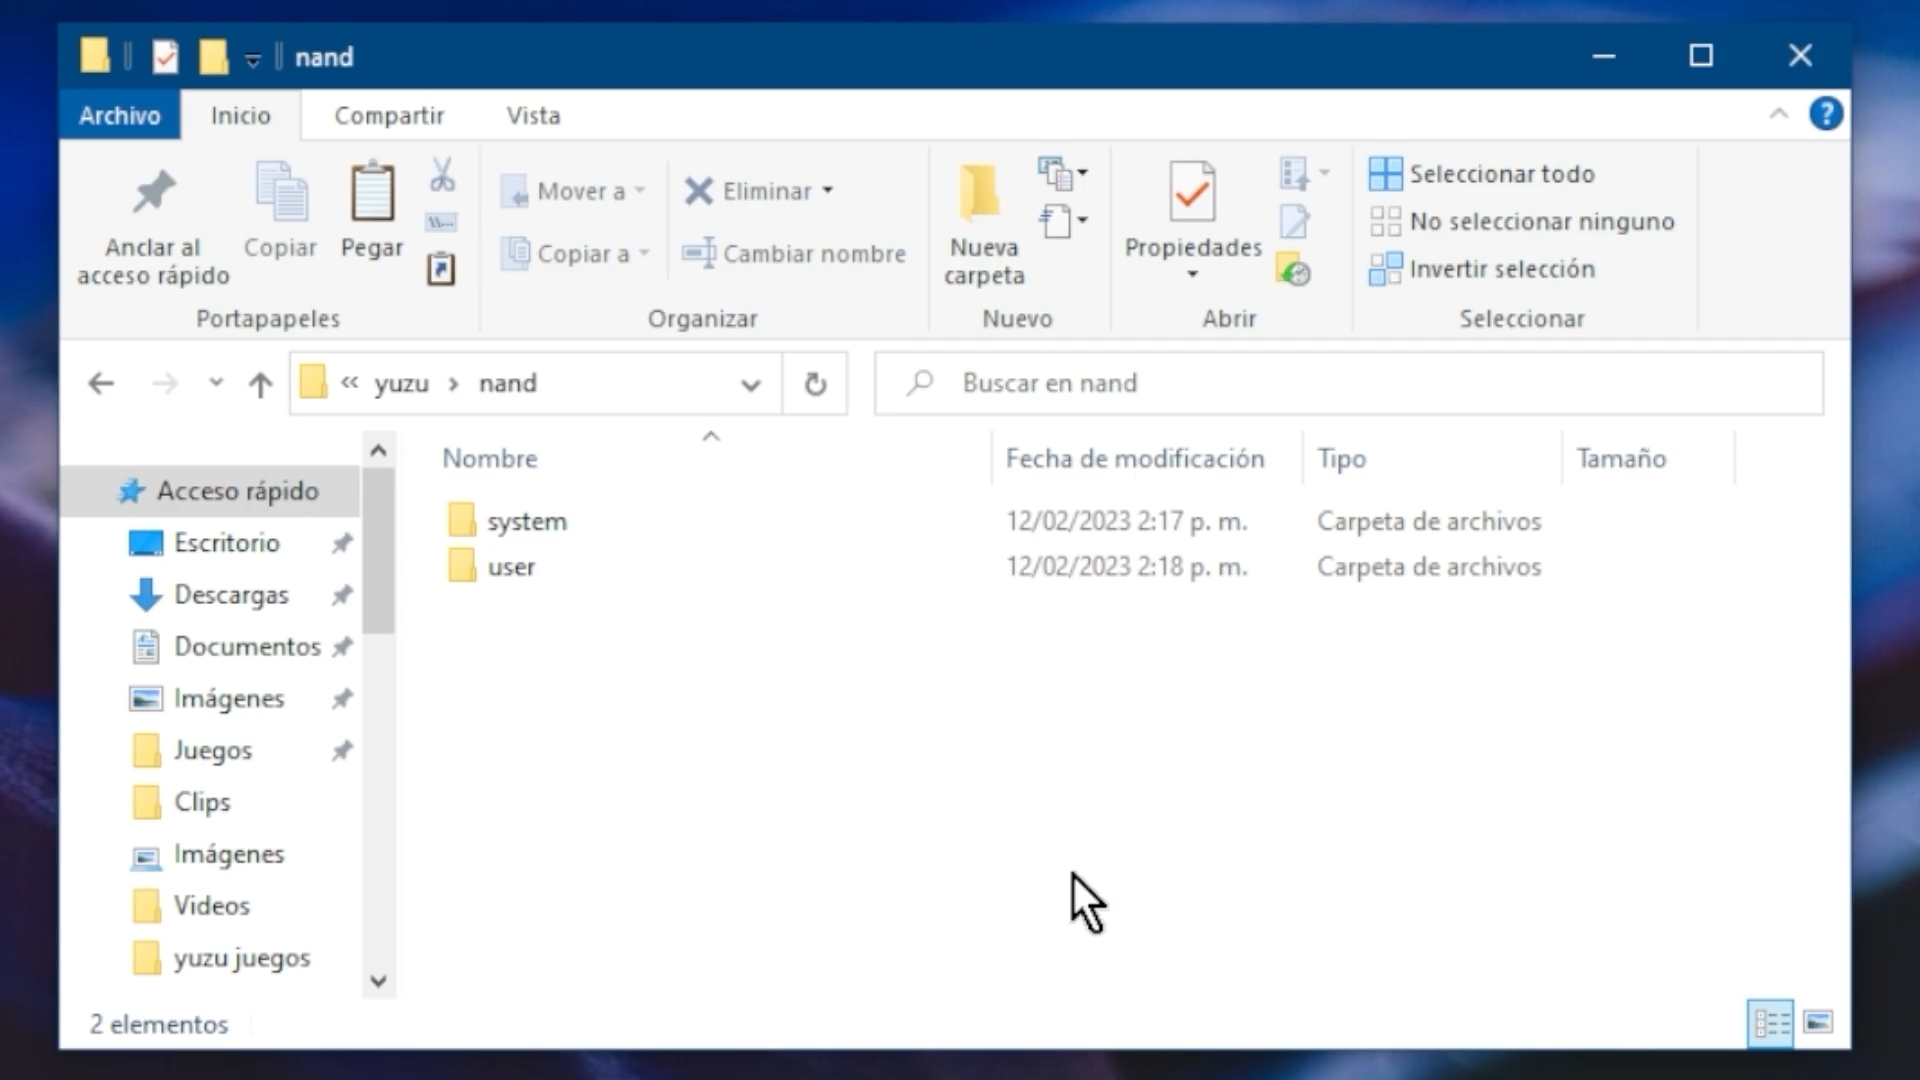 nand
Archivo Inicio Compartir Vista
Anclar al acceso rápido
Copiar
Pegar
Portapapeles
Mover a
Copiar a
Eliminar
Cambiar nombre
Organizar
Nueva carpeta
Nuevo
Propiedades
Abrir
Seleccionar todo
No seleccionar ninguno
Invertir selección
Seleccionar
« yuzu › nand
Buscar en nand
Acceso rápido
Escritorio
Descargas
Documentos
Imágenes
Juegos
Clips
Imágenes
Videos
yuzu juegos
Nombre Fecha de modificación Tipo Tamaño
system 12/02/2023 2:17 p. m. Carpeta de archivos
user 12/02/2023 2:18 p. m. Carpeta de archivos
2 elementos